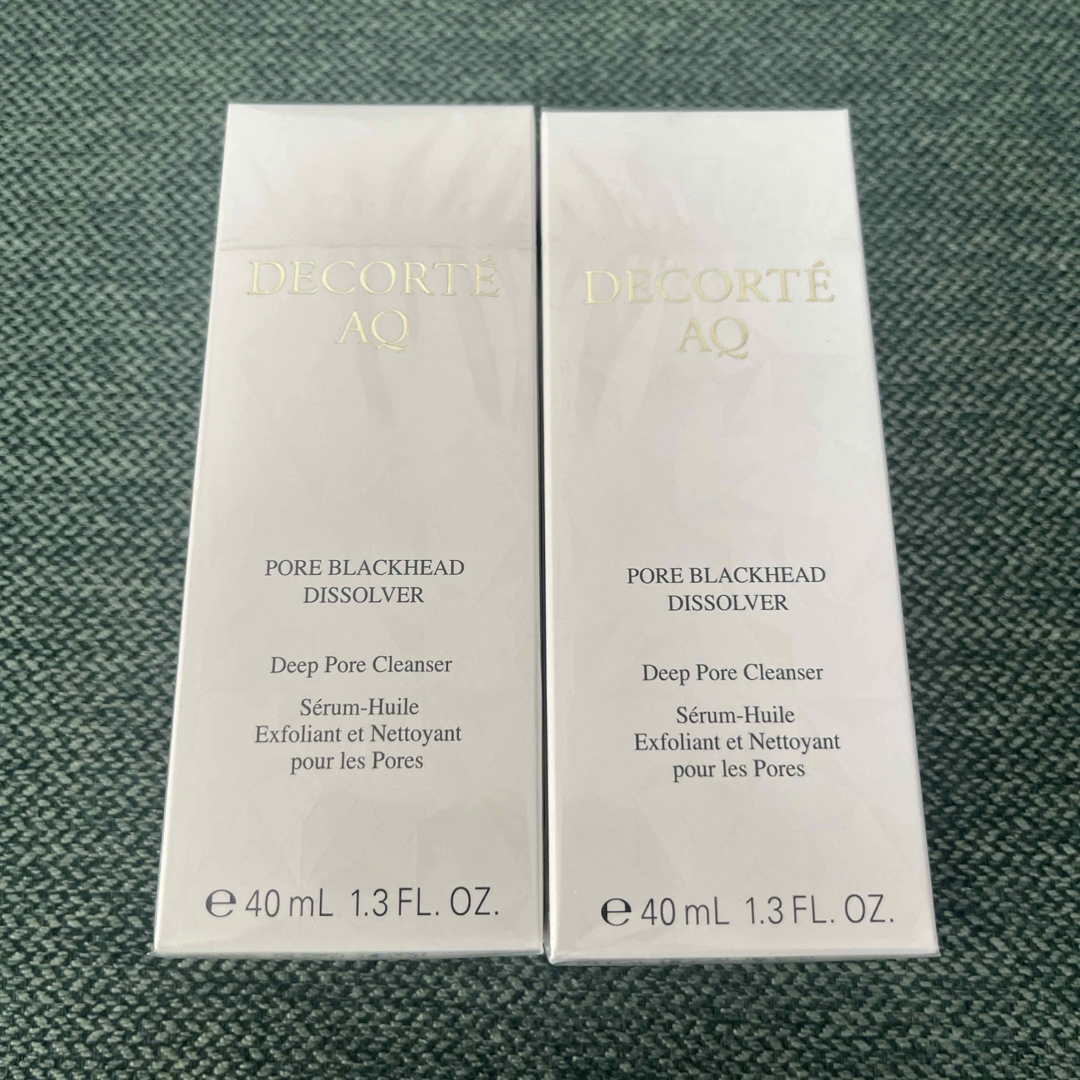 DECORTÉ
AQ
PORE BLACKHEAD
DISSOLVER
Deep Pore Cleanser
Sérum-Huile
Exfoliant et Nettoyant
pour les Pores
℮ 40 mL 1.3 FL. OZ.
DECORTÉ
AQ
PORE BLACKHEAD
DISSOLVER
Deep Pore Cleanser
Sérum-Huile
Exfoliant et Nettoyant
pour les Pores
℮ 40 mL 1.3 FL. OZ.